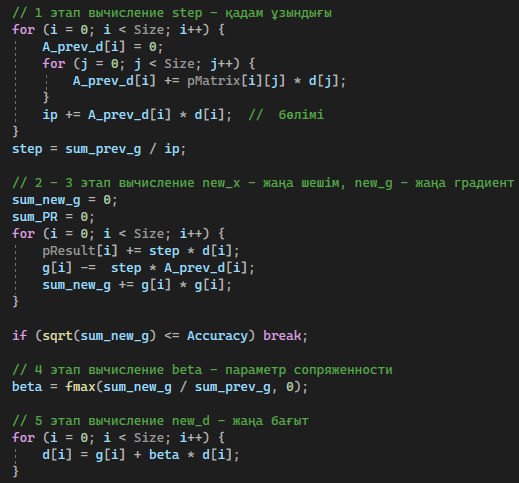 // 1 этап вычисление step – қадам ұзындығы
for (i = 0; i < Size; i++) {
    A_prev_d[i] = 0;
    for (j = 0; j < Size; j++) {
        A_prev_d[i] += pMatrix[i][j] * d[j];
    }
    ip += A_prev_d[i] * d[i];  //  бөлімі
}
step = sum_prev_g / ip;

// 2 – 3 этап вычисление new_x – жаңа шешім, new_g – жаңа градиент
sum_new_g = 0;
sum_PR = 0;
for (i = 0; i < Size; i++) {
    pResult[i] += step * d[i];
    g[i] -=  step * A_prev_d[i];
    sum_new_g += g[i] * g[i];
}

if (sqrt(sum_new_g) <= Accuracy) break;

// 4 этап вычисление beta – параметр сопряженности
beta = fmax(sum_new_g / sum_prev_g, 0);

// 5 этап вычисление new_d – жаңа бағыт
for (i = 0; i < Size; i++) {
    d[i] = g[i] + beta * d[i];
}